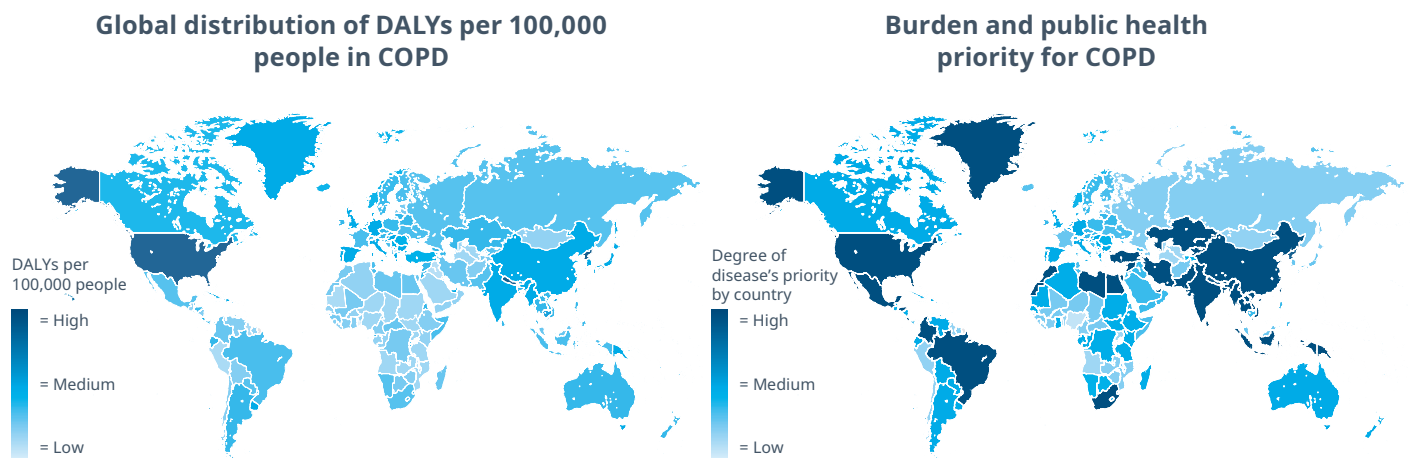 Global distribution of DALYs per 100,000
people in COPD
DALYs per
100,000 people
= High
= Medium
= Low
Burden and public health
priority for COPD
Degree of
disease’s priority
by country
= High
= Medium
= Low